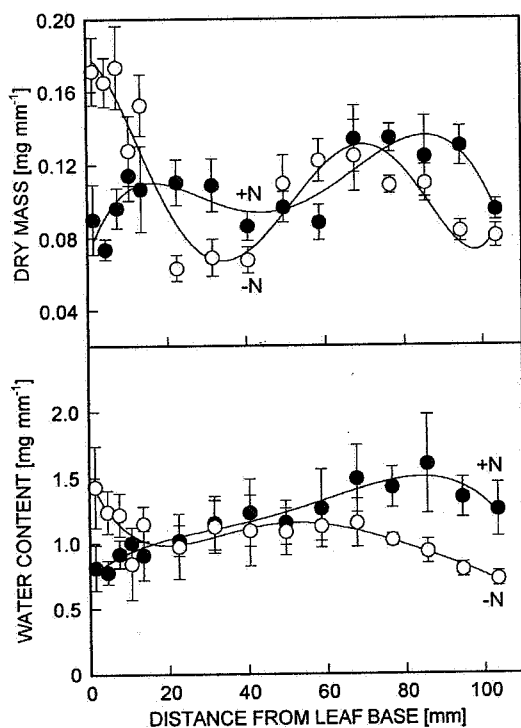 0.20
0.16
0.12
0.08
0.04
DRY MASS [mg mm-1]
+N
-N
2.0
1.5
1.0
0.5
0
WATER CONTENT [mg mm-1]
+N
-N
0 20 40 60 80 100
DISTANCE FROM LEAF BASE [mm]